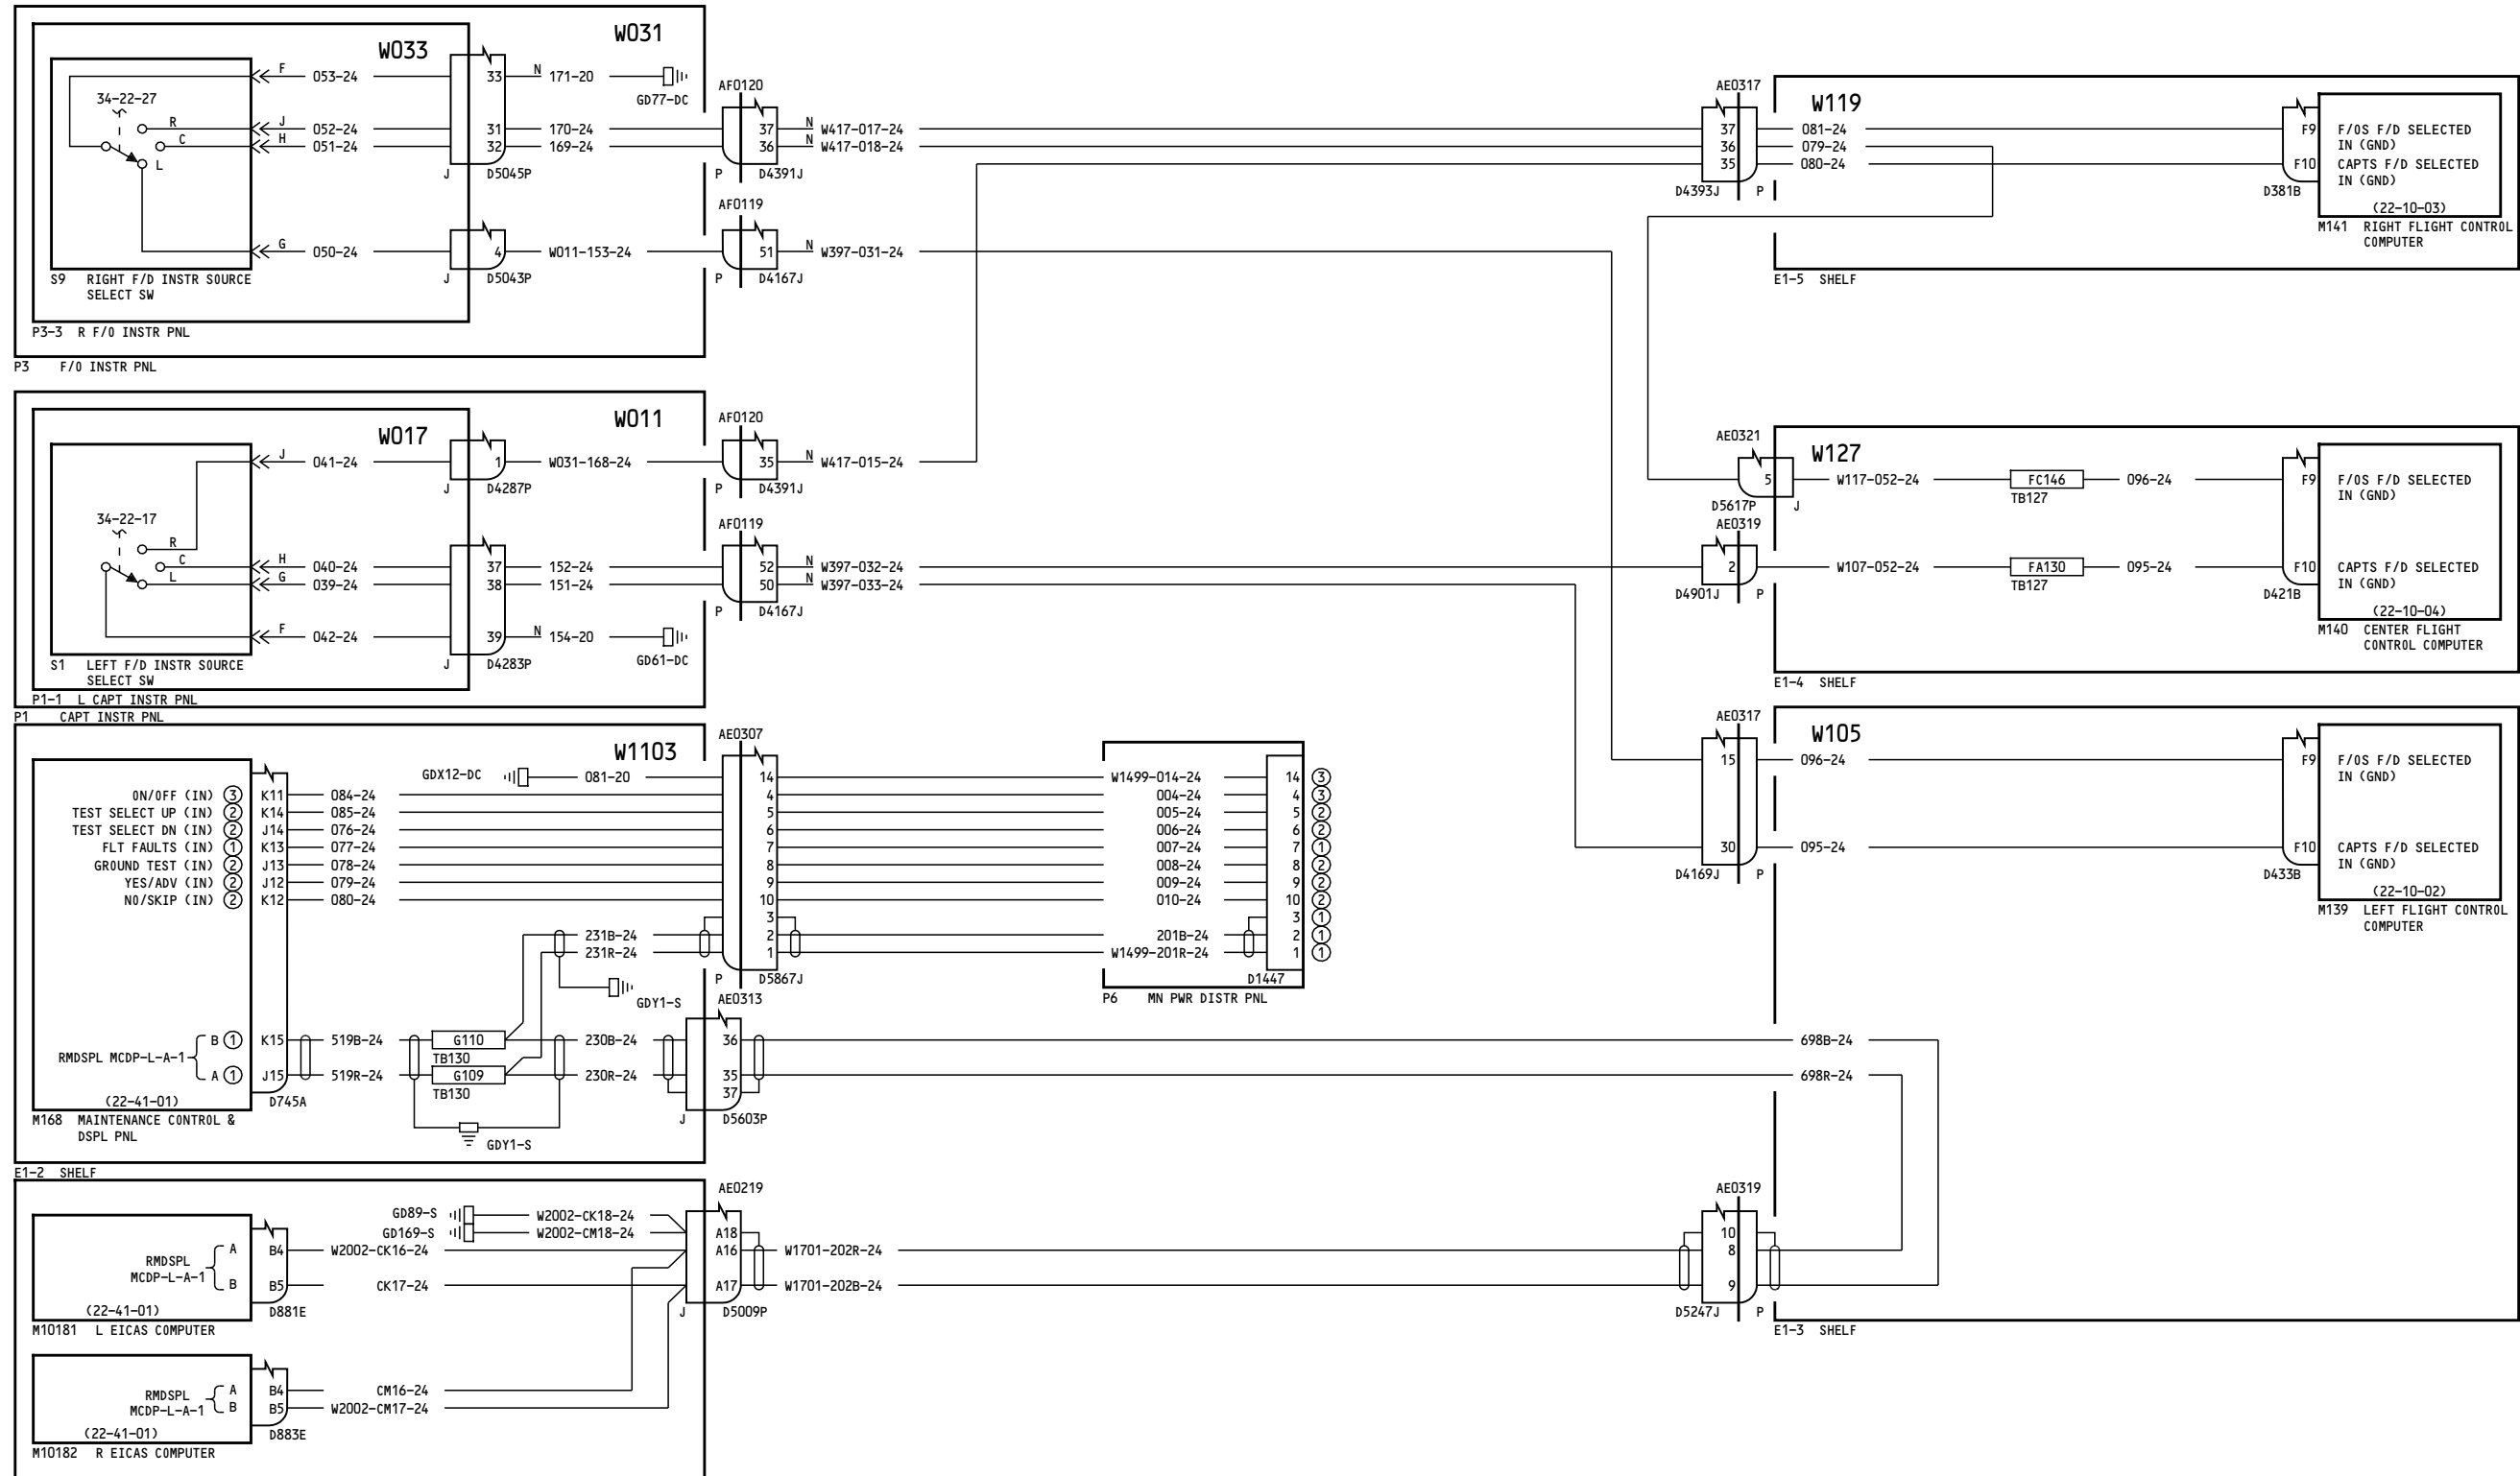 W033
W031
F 053-24 33 N 171-20
GD77-DC
34-22-27
R J 052-24 31 170-24
C H 051-24 32 169-24
L
J D5045P
AF0120
37 N W417-017-24
36 N W417-018-24
P D4391J
G 050-24 4 W011-153-24
J D5043P
AF0119
51 N W397-031-24
P D4167J
S9 RIGHT F/D INSTR SOURCE
SELECT SW
P3-3 R F/O INSTR PNL
P3 F/O INSTR PNL
AE0317
W119
37 081-24 F9 F/OS F/D SELECTED
IN (GND)
36 079-24
35 080-24 F10 CAPTS F/D SELECTED
IN (GND)
D4393J P
D381B
(22-10-03)
M141 RIGHT FLIGHT CONTROL
COMPUTER
E1-5 SHELF
W017
W011
J 041-24 1 W031-168-24
J D4287P
AF0120
35 N W417-015-24
P D4391J
34-22-17
R
C H 040-24 37 152-24
L G 039-24 38 151-24
F 042-24 39 N 154-20
GD61-DC
J D4283P
AF0119
52 N W397-032-24
50 N W397-033-24
P D4167J
S1 LEFT F/D INSTR SOURCE
SELECT SW
P1-1 L CAPT INSTR PNL
P1 CAPT INSTR PNL
AE0321
W127
5 W117-052-24 FC146 096-24 F9 F/OS F/D SELECTED
IN (GND)
TB127
D5617P J
AE0319
2 W107-052-24 FA130 095-24 F10 CAPTS F/D SELECTED
IN (GND)
TB127
D4901J P
D421B
(22-10-04)
M140 CENTER FLIGHT
CONTROL COMPUTER
E1-4 SHELF
W1103
AE0307
GDX12-DC 081-20 14 W1499-014-24 14 3
ON/OFF (IN) 3 K11 084-24 4 004-24 4 3
TEST SELECT UP (IN) 2 K14 085-24 5 005-24 5 2
TEST SELECT DN (IN) 2 J14 076-24 6 006-24 6 2
FLT FAULTS (IN) 1 K13 077-24 7 007-24 7 1
GROUND TEST (IN) 2 J13 078-24 8 008-24 8 2
YES/ADV (IN) 2 J12 079-24 9 009-24 9 2
NO/SKIP (IN) 2 K12 080-24 10 010-24 10 2
3 3 1
231B-24 2 201B-24 2 1
231R-24 1 W1499-201R-24 1 1
P D5867J
D1447
P6 MN PWR DISTR PNL
GDY1-S
AE0313
B 1 K15 519B-24 G110 230B-24 36 698B-24
TB130
RMDSPL MCDP-L-A-1
A 1 J15 519R-24 G109 230R-24 35 698R-24
TB130
37
J D5603P
GDY1-S
(22-41-01)
D745A
M168 MAINTENANCE CONTROL &
DSPL PNL
E1-2 SHELF
AE0317
W105
15 096-24 F9 F/OS F/D SELECTED
IN (GND)
30 095-24 F10 CAPTS F/D SELECTED
IN (GND)
D4169J P
D433B
(22-10-02)
M139 LEFT FLIGHT CONTROL
COMPUTER
AE0219
GD89-S W2002-CK18-24
GD169-S W2002-CM18-24 A18
A B4 W2002-CK16-24 A16 W1701-202R-24
RMDSPL
MCDP-L-A-1
B B5 CK17-24 A17 W1701-202B-24
J D5009P
(22-41-01)
D881E
M10181 L EICAS COMPUTER
AE0319
10
8
9
D5247J P
E1-3 SHELF
A B4 CM16-24
RMDSPL
MCDP-L-A-1
B B5 W2002-CM17-24
(22-41-01)
D883E
M10182 R EICAS COMPUTER